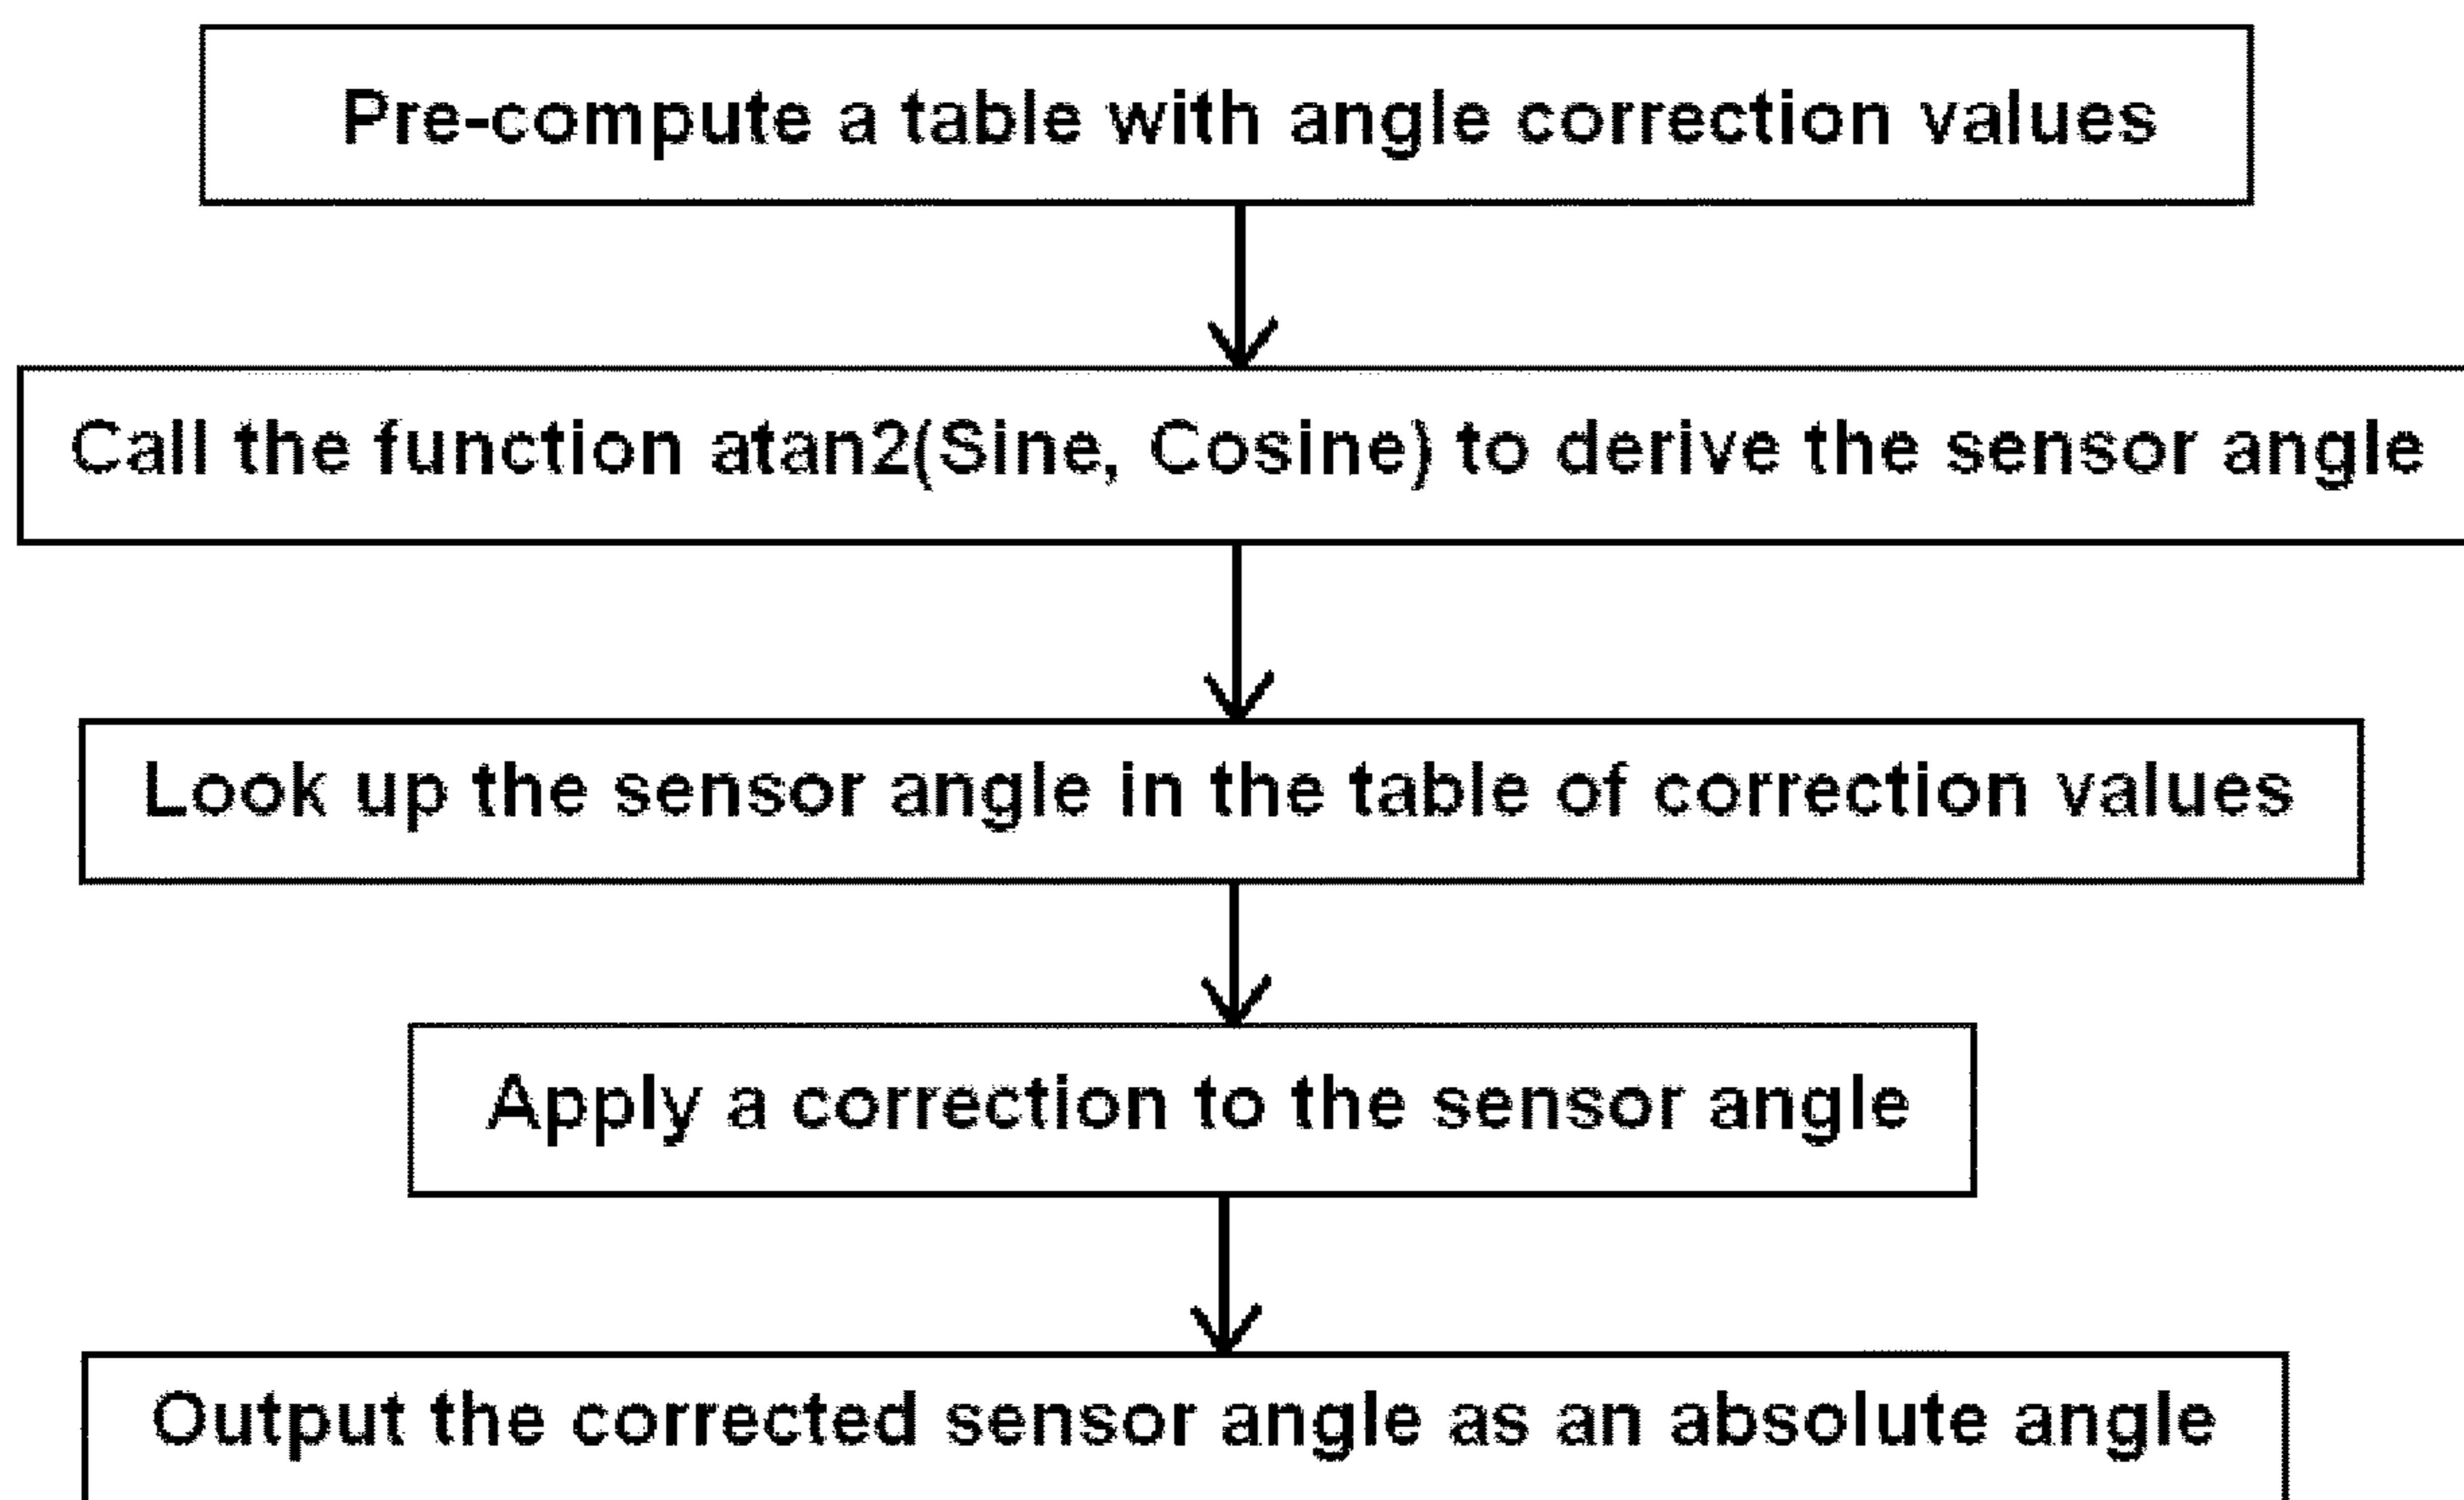 Pre-compute a table with angle correction values
Call the function atan2(Sine, Cosine) to derive the sensor angle
Look up the sensor angle in the table of correction values
Apply a correction to the sensor angle
Output the corrected sensor angle as an absolute angle